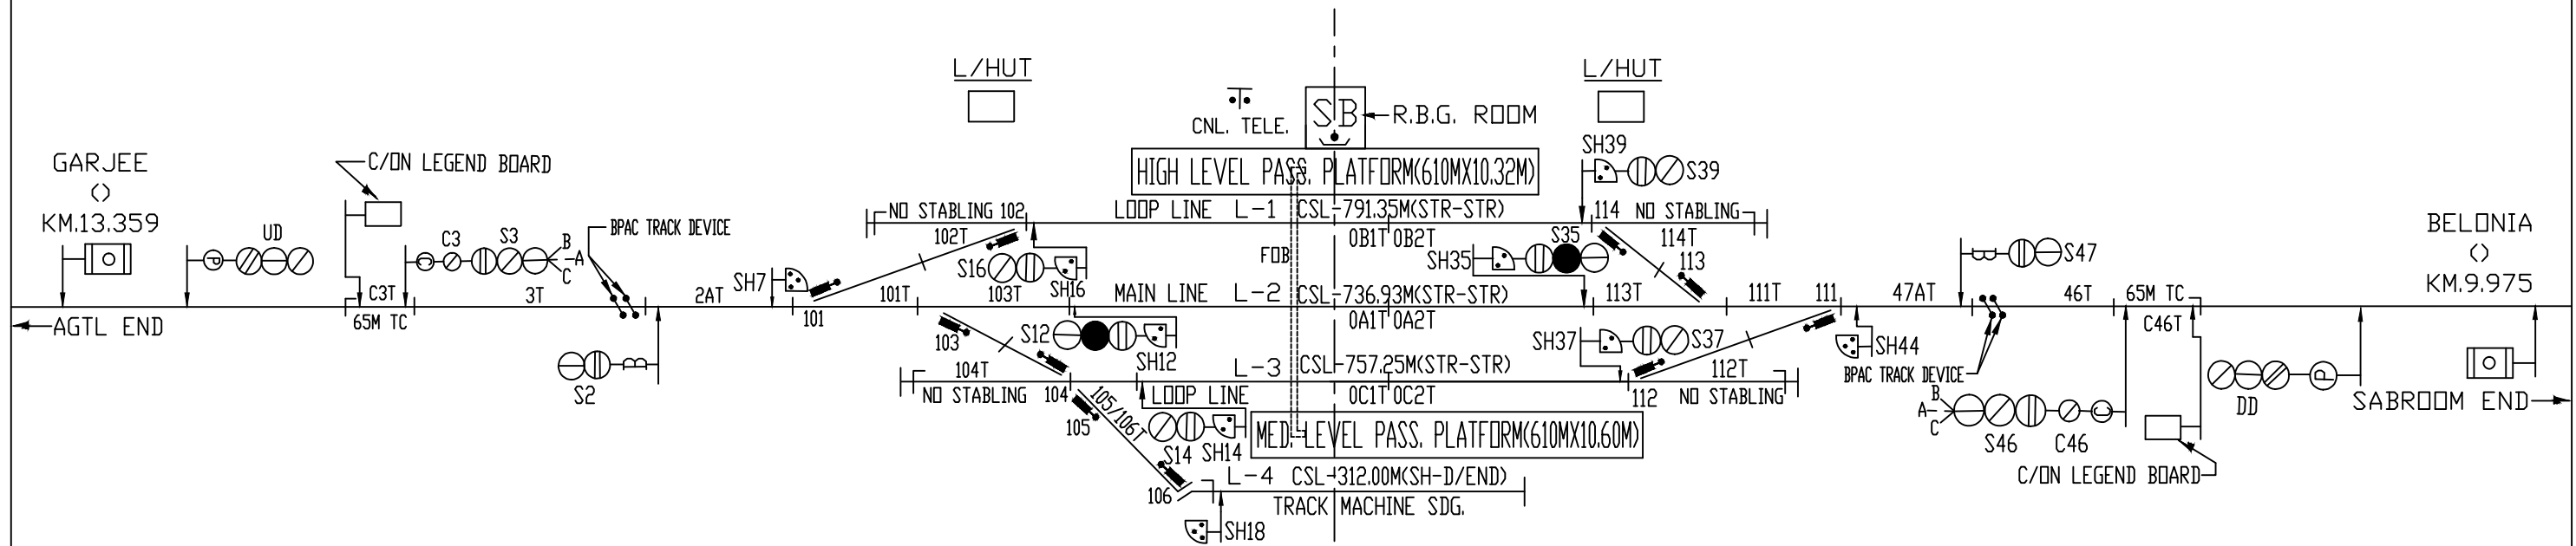 L/HUT
L/HUT
CNL. TELE.
SB
R.B.G. ROOM
GARJEE
()
KM.13.359
C/ON LEGEND BOARD
HIGH LEVEL PASS. PLATFORM(610MX10.32M)
SH39
S39
BELONIA
()
KM.9.975
UD
P
C3
S3
C
B
A
C
BPAC TRACK DEVICE
NO STABLING
102
LOOP LINE L-1 CSL-791.35M(STR-STR)
114
NO STABLING
102T
0B1T
0B2T
S35
114T
FOB
SH35
113
S16
SH16
SH7
B
S47
C3T
3T
2AT
101T
103T
MAIN LINE L-2 CSL-736.93M(STR-STR)
113T
111T
111
47AT
46T
65M TC
AGTL END
65M TC
101
0A1T
0A2T
C46T
103
S12
SH12
SH37
S37
SH44
B
S2
104T
L-3 CSL-757.25M(STR-STR)
112T
BPAC TRACK DEVICE
P
DD
SABROOM END
NO STABLING
104
LOOP LINE
0C1T
0C2T
112
NO STABLING
B
A
C
C
S46
C46
105
105/106T
S14
SH14
MED. LEVEL PASS. PLATFORM(610MX10.60M)
C/ON LEGEND BOARD
L-4 CSL-312.00M(SH-D/END)
106
TRACK MACHINE SDG.
SH18